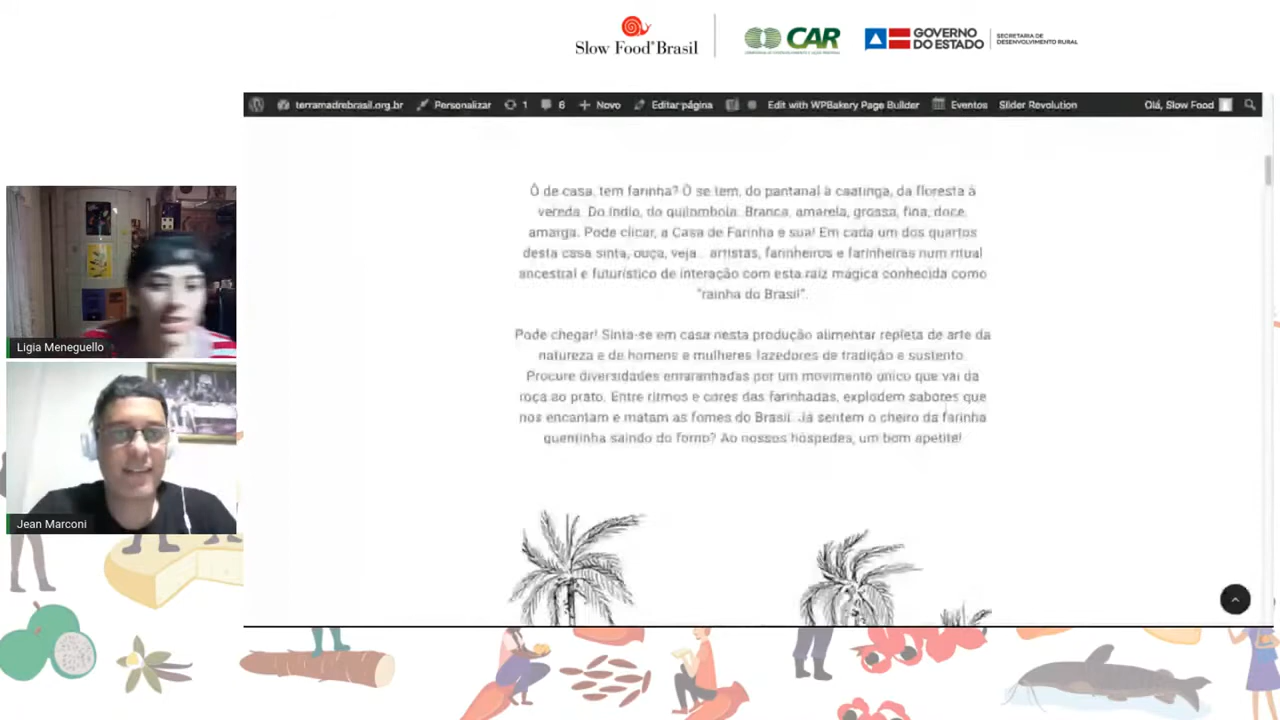 Slow Food® Brasil
CAR
GOVERNO
DO ESTADO
SECRETARIA DE
DESENVOLVIMENTO RURAL
terramadrebrasil.org.br Personalizar 1 6 Novo Editar página Edit with WPBakery Page Builder Eventos Slider Revolution Olá, Slow Food
Ô de casa, tem farinha? Ô se tem, do pantanal à caatinga, da floresta à
vereda. Do índio, do quilombola. Branca, amarela, grossa, fina, doce,
amarga. Pode clicar, a Casa de Farinha é sua! Em cada um dos quartos
desta casa sinta, ouça, veja... artistas, farinheiros e farinheiras num ritual
ancestral e futurístico de interação com esta raiz mágica conhecida como
"rainha do Brasil".
Pode chegar! Sinta-se em casa nesta produção alimentar repleta de arte da
natureza e de homens e mulheres fazedores de tradição e sustento.
Procure diversidades emaranhadas por um movimento único que vai da
roça ao prato. Entre ritmos e cores das farinhadas, explodem sabores que
nos encantam e matam as fomes do Brasil. Já sentem o cheiro da farinha
quentinha saindo do forno? Ao nossos hóspedes, um bom apetite!
Ligia Meneguello
Jean Marconi